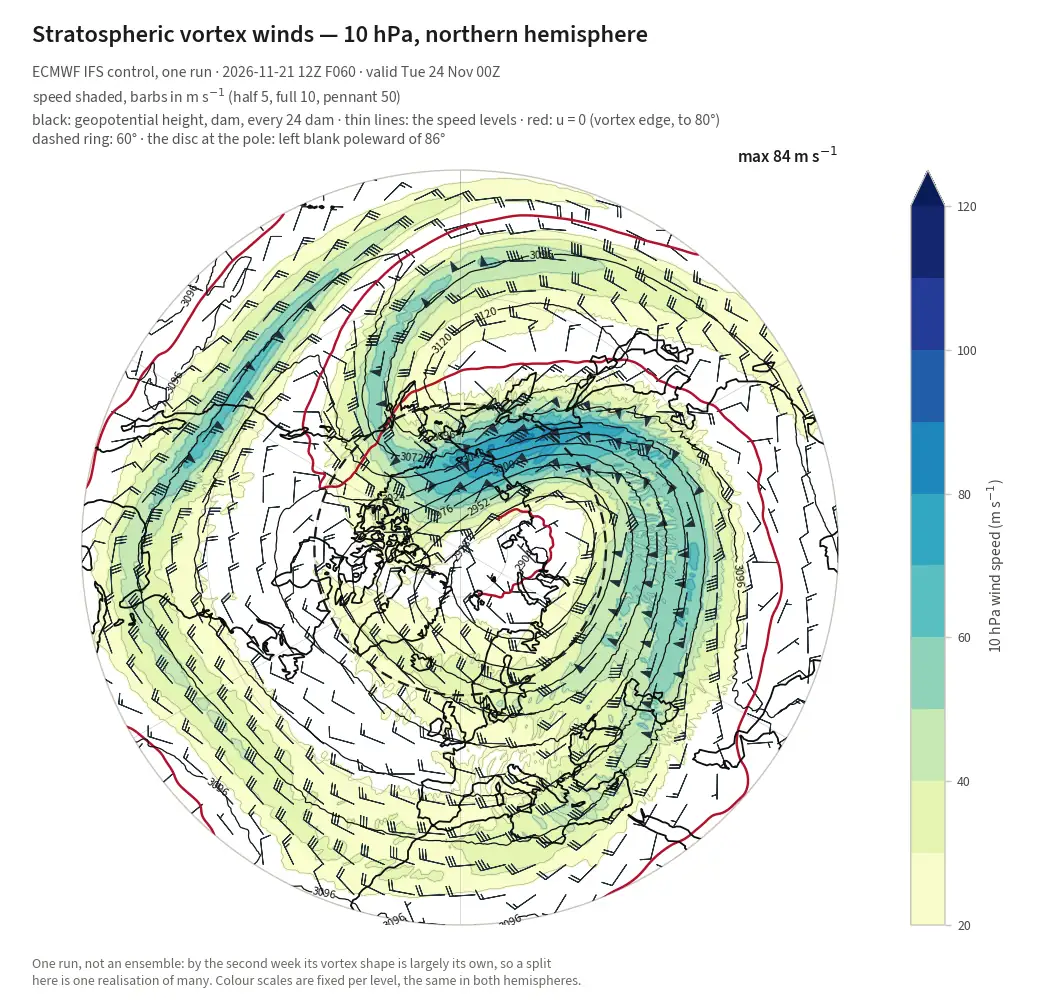 Stratospheric vortex winds — 10 hPa, northern hemisphere
ECMWF IFS control, one run · 2026-11-21 12Z F060 · valid Tue 24 Nov 00Z
speed shaded, barbs in m s⁻¹ (half 5, full 10, pennant 50)
black: geopotential height, dam, every 24 dam · thin lines: the speed levels · red: u = 0 (vortex edge, to 80°)
dashed ring: 60° · the disc at the pole: left blank poleward of 86°
max 84 m s⁻¹
120
100
80
60
40
20
10 hPa wind speed (m s⁻¹)
3096
3096
3120
3120
3096
3096
3072
2952
3096
3096
3096
3096
3096
One run, not an ensemble: by the second week its vortex shape is largely its own, so a split
here is one realisation of many. Colour scales are fixed per level, the same in both hemispheres.